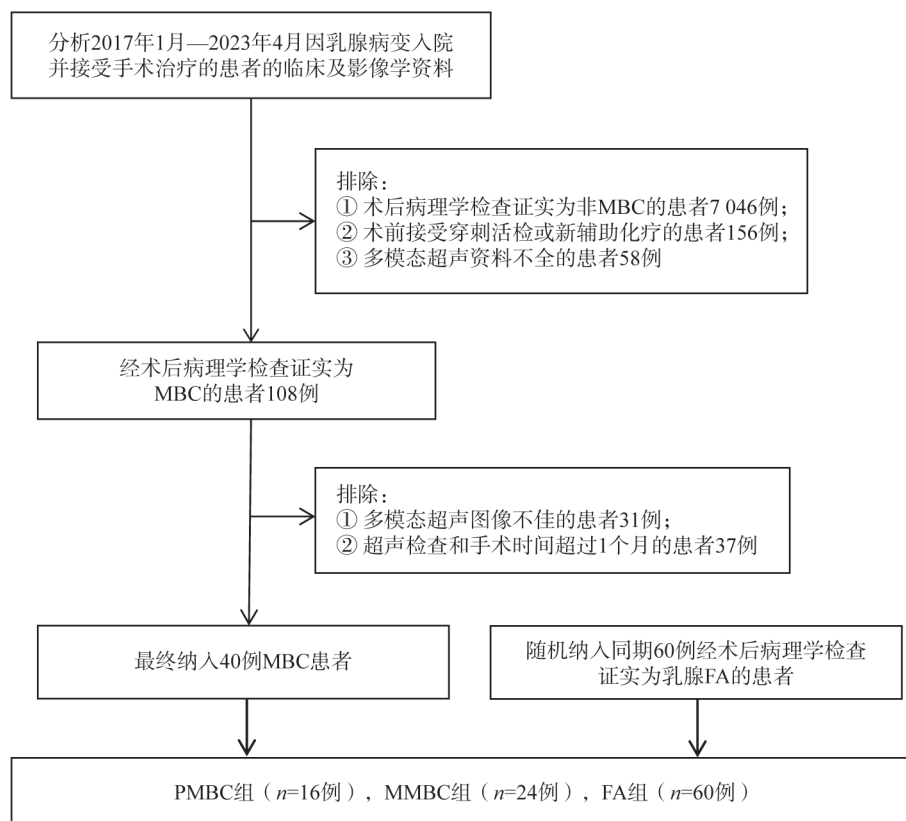 分析2017年1月—2023年4月因乳腺病变入院
并接受手术治疗的患者的临床及影像学资料
排除：
① 术后病理学检查证实为非MBC的患者7 046例；
② 术前接受穿刺活检或新辅助化疗的患者156例；
③ 多模态超声资料不全的患者58例
经术后病理学检查证实为
MBC的患者108例
排除：
① 多模态超声图像不佳的患者31例；
② 超声检查和手术时间超过1个月的患者37例
最终纳入40例MBC患者
随机纳入同期60例经术后病理学检查
证实为乳腺FA的患者
PMBC组（n=16例），MMBC组（n=24例），FA组（n=60例）